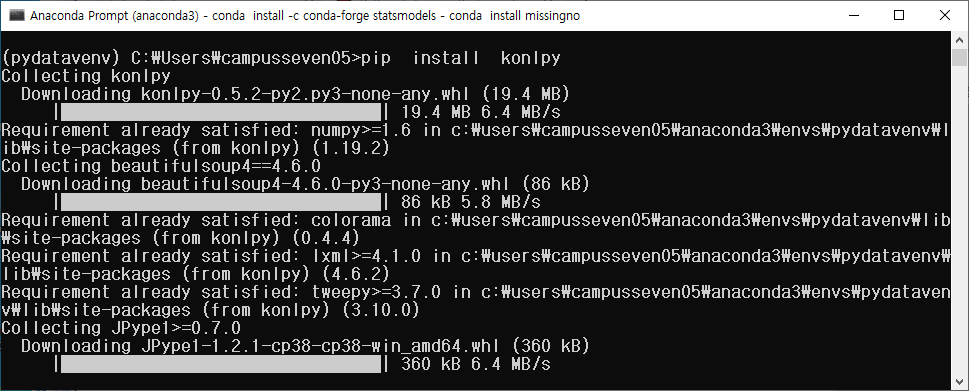 Anaconda Prompt (anaconda3) - conda  install -c conda-forge statsmodels - conda  install missingno
(pydatavenv) C:₩Users₩campusseven05>pip  install  konlpy
Collecting konlpy
  Downloading konlpy-0.5.2-py2.py3-none-any.whl (19.4 MB)
     |████████████████████████████████| 19.4 MB 6.4 MB/s
Requirement already satisfied: numpy>=1.6 in c:₩users₩campusseven05₩anaconda3₩envs₩pydatavenv₩l
ib₩site-packages (from konlpy) (1.19.2)
Collecting beautifulsoup4==4.6.0
  Downloading beautifulsoup4-4.6.0-py3-none-any.whl (86 kB)
     |████████████████████████████████| 86 kB 5.8 MB/s
Requirement already satisfied: colorama in c:₩users₩campusseven05₩anaconda3₩envs₩pydatavenv₩lib
₩site-packages (from konlpy) (0.4.4)
Requirement already satisfied: lxml>=4.1.0 in c:₩users₩campusseven05₩anaconda3₩envs₩pydatavenv₩
lib₩site-packages (from konlpy) (4.6.2)
Requirement already satisfied: tweepy>=3.7.0 in c:₩users₩campusseven05₩anaconda3₩envs₩pydataven
v₩lib₩site-packages (from konlpy) (3.10.0)
Collecting JPype1>=0.7.0
  Downloading JPype1-1.2.1-cp38-cp38-win_amd64.whl (360 kB)
     |████████████████████████████████| 360 kB 6.4 MB/s